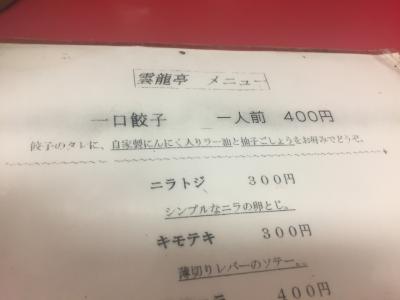 雲龍亭 メニュー
一口餃子 一人前 400円
餃子のタレに、自家製にんにく入りラー油と柚子ごしょうをお好みでどうぞ。
ニラトジ 300円
シンプルなニラの卵とじ。
キモテキ 300円
薄切りレバーのソテー。
400円